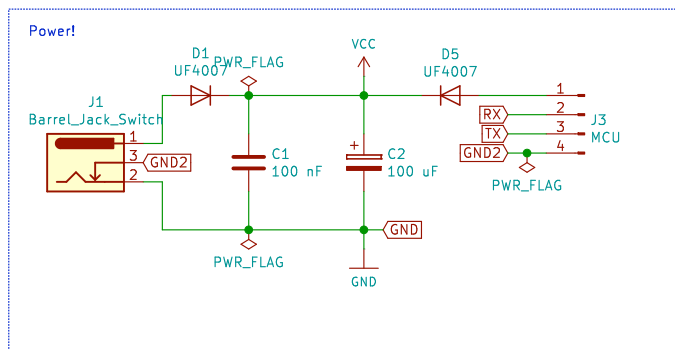 Power!
VCC
D1
PWR_FLAG
UF4007
D5
UF4007
J1
Barrel_Jack_Switch
1
3
2
GND2
C1
100 nF
+
C2
100 uF
1
RX
2
TX
3
GND2
4
J3
MCU
PWR_FLAG
GND
PWR_FLAG
GND